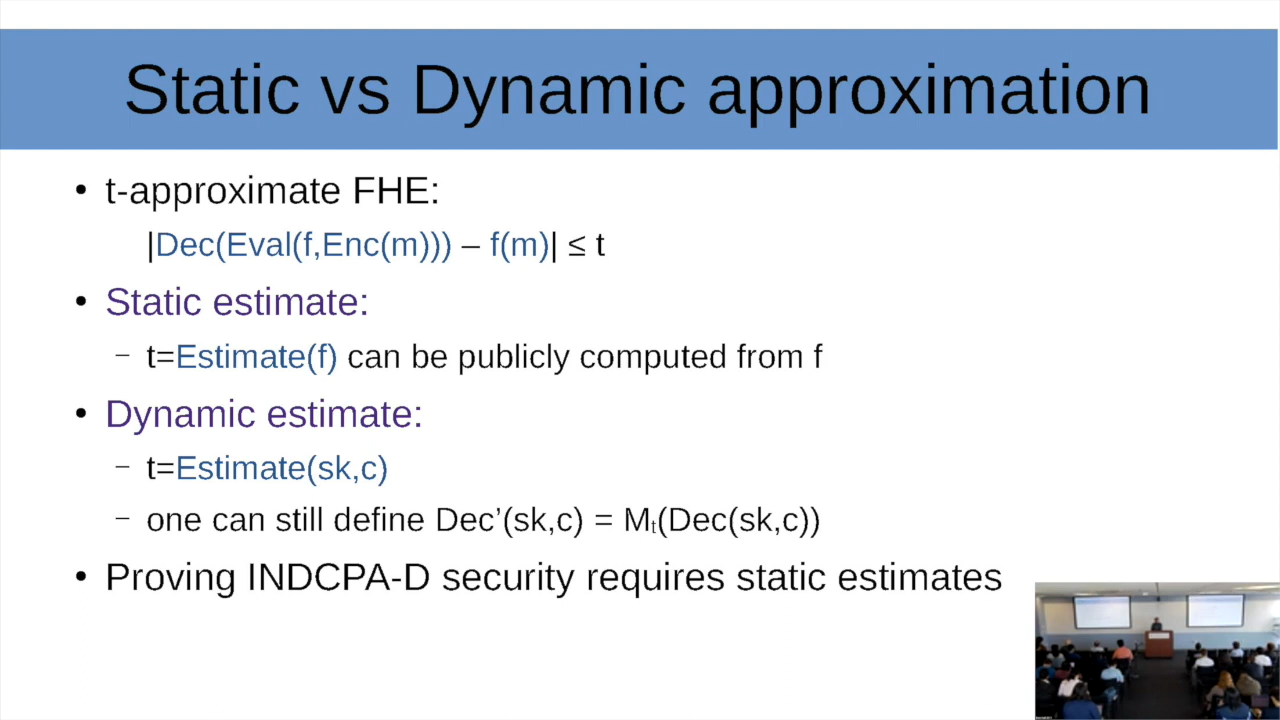 Static vs Dynamic approximation
• t-approximate FHE:
|Dec(Eval(f,Enc(m))) – f(m)| ≤ t
• Static estimate:
– t=Estimate(f) can be publicly computed from f
• Dynamic estimate:
– t=Estimate(sk,c)
– one can still define Dec’(sk,c) = Mₜ(Dec(sk,c))
• Proving INDCPA-D security requires static estimates